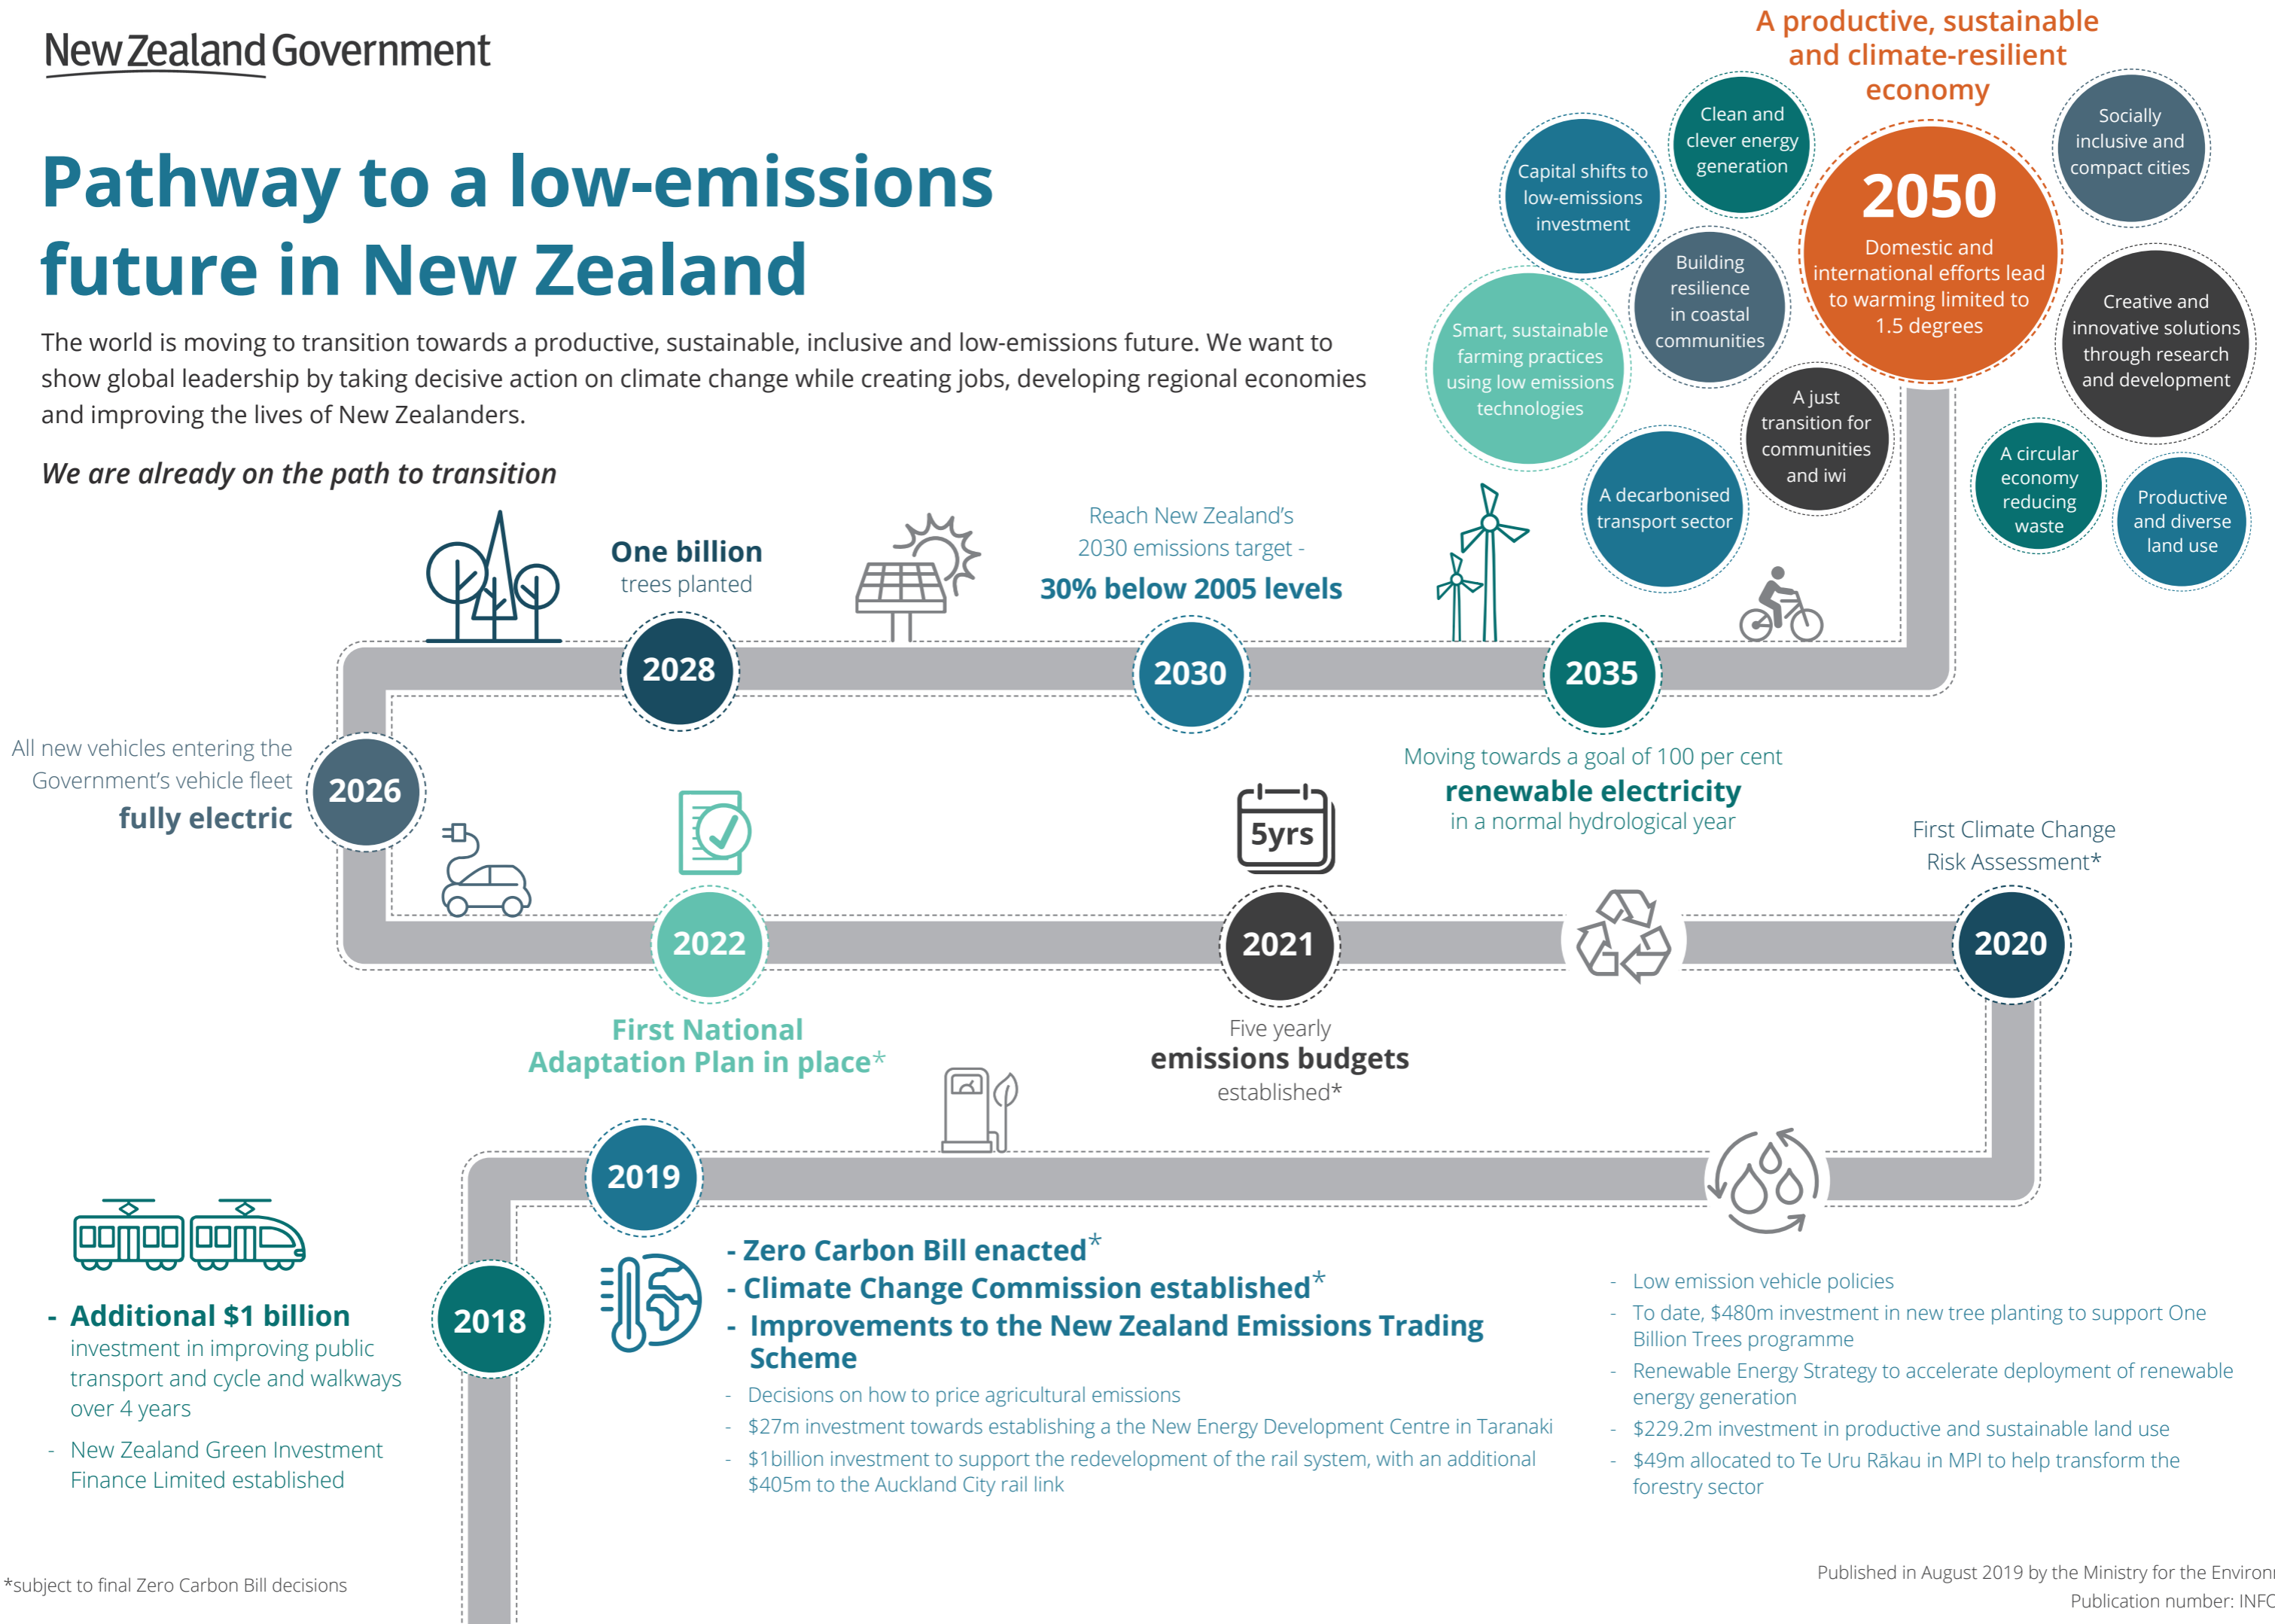 New Zealand Government
Pathway to a low-emissions
future in New Zealand
The world is moving to transition towards a productive, sustainable, inclusive and low-emissions future. We want to
show global leadership by taking decisive action on climate change while creating jobs, developing regional economies
and improving the lives of New Zealanders.
We are already on the path to transition
A productive, sustainable
and climate-resilient
economy
2050
Domestic and
international efforts lead
to warming limited to
1.5 degrees
Capital shifts to
low-emissions
investment
Clean and
clever energy
generation
Socially
inclusive and
compact cities
Building
resilience
in coastal
communities
Smart, sustainable
farming practices
using low emissions
technologies
Creative and
innovative solutions
through research
and development
A just
transition for
communities
and iwi
A decarbonised
transport sector
A circular
economy
reducing
waste
Productive
and diverse
land use
One billion
trees planted
2028
Reach New Zealand's
2030 emissions target -
30% below 2005 levels
2030
2035
Moving towards a goal of 100 per cent
renewable electricity
in a normal hydrological year
All new vehicles entering the
Government's vehicle fleet
fully electric
2026
2022
First National
Adaptation Plan in place*
5yrs
2021
Five yearly
emissions budgets
established*
First Climate Change
Risk Assessment*
2020
2019
- Zero Carbon Bill enacted*
- Climate Change Commission established*
- Improvements to the New Zealand Emissions Trading
Scheme
- Decisions on how to price agricultural emissions
- $27m investment towards establishing a the New Energy Development Centre in Taranaki
- $1billion investment to support the redevelopment of the rail system, with an additional
$405m to the Auckland City rail link
- Low emission vehicle policies
- To date, $480m investment in new tree planting to support One
Billion Trees programme
- Renewable Energy Strategy to accelerate deployment of renewable
energy generation
- $229.2m investment in productive and sustainable land use
- $49m allocated to Te Uru Rākau in MPI to help transform the
forestry sector
2018
- Additional $1 billion
investment in improving public
transport and cycle and walkways
over 4 years
- New Zealand Green Investment
Finance Limited established
*subject to final Zero Carbon Bill decisions
Published in August 2019 by the Ministry for the
Publication number: